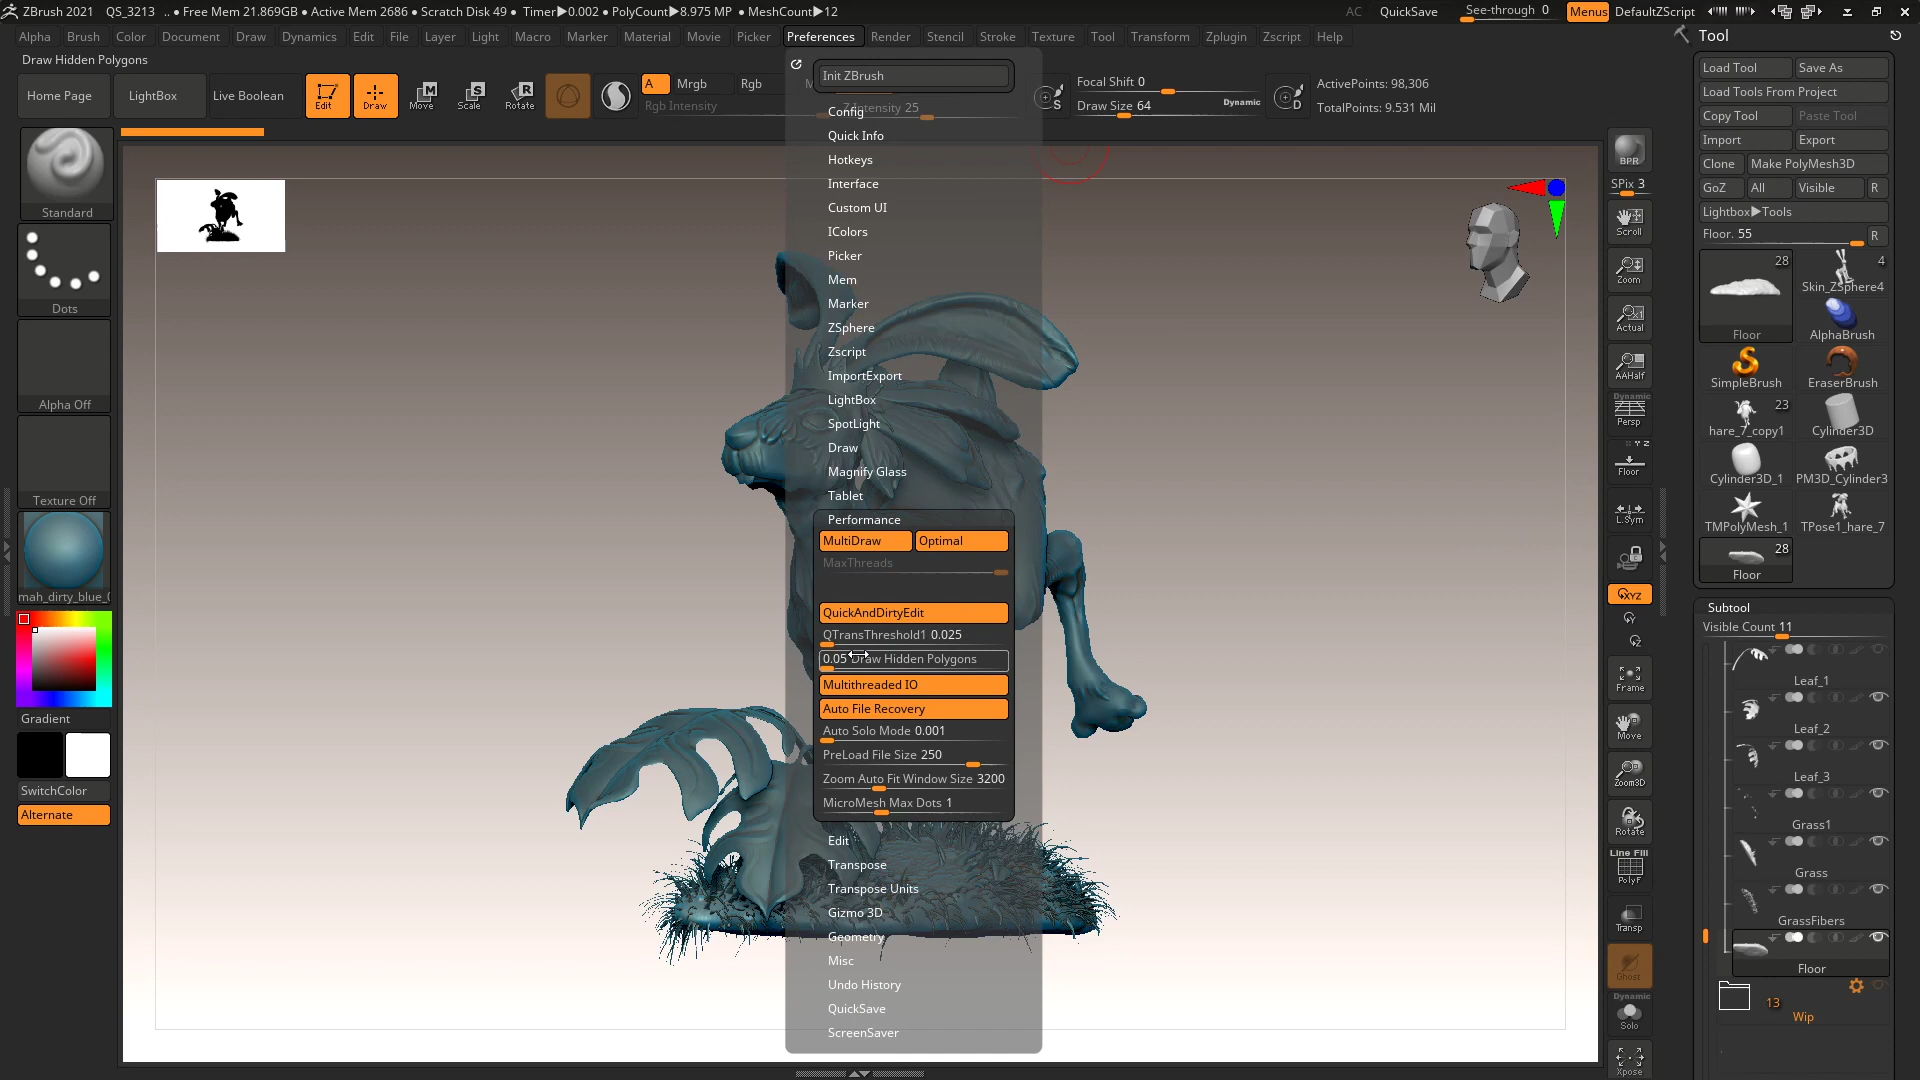 ZBrush 2021 QS_3213 .. • Free Mem 21.869GB • Active Mem 2686 • Scratch Disk 49 • Timer▶0.002 • PolyCount▶8.975 MP • MeshCount▶12 AC QuickSave See-through 0 Menus DefaultZScript
Alpha Brush Color Document Draw Dynamics Edit File Layer Light Macro Marker Material Movie Picker Preferences Render Stencil Stroke Texture Tool Transform Zplugin Zscript Help
Draw Hidden Polygons
Home Page LightBox Live Boolean Edit Draw Move Scale Rotate A Mrgb Rgb M
Rgb Intensity Z Intensity 25
S Focal Shift 0
Draw Size 64 Dynamic D
ActivePoints: 98,306
TotalPoints: 9.531 Mil
Standard
Dots
Alpha Off
Texture Off
mah_dirty_blue_
Gradient
SwitchColor
Alternate
Init ZBrush
Config
Quick Info
Hotkeys
Interface
Custom UI
IColors
Picker
Mem
Marker
ZSphere
Zscript
ImportExport
LightBox
SpotLight
Draw
Magnify Glass
Tablet
Performance
MultiDraw Optimal
MaxThreads
QuickAndDirtyEdit
QTransThreshold1 0.025
0.05 Draw Hidden Polygons
Multithreaded IO
Auto File Recovery
Auto Solo Mode 0.001
PreLoad File Size 250
Zoom Auto Fit Window Size 3200
MicroMesh Max Dots 1
Edit
Transpose
Transpose Units
Gizmo 3D
Geometry
Misc
Undo History
QuickSave
ScreenSaver
BPR
SPix 3
Scroll
Zoom
Actual
AAHalf
Dynamic
Persp
Floor
L.Sym
XYZ
Frame
Move
Zoom3D
Rotate
Line Fill
PolyF
Transp
Ghost
Dynamic
Solo
Xpose
Tool
Load Tool Save As
Load Tools From Project
Copy Tool Paste Tool
Import Export
Clone Make PolyMesh3D
GoZ All Visible R
Lightbox▶Tools
Floor. 55 R
28 4
Skin_ZSphere4
Floor AlphaBrush
SimpleBrush EraserBrush
23
hare_7_copy1 Cylinder3D
Cylinder3D_1 PM3D_Cylinder3
TMPolyMesh_1 TPose1_hare_7
28
Floor
Subtool
Visible Count 11
Leaf_1
Leaf_2
Leaf_3
Grass1
Grass
GrassFibers
Floor
13
Wip